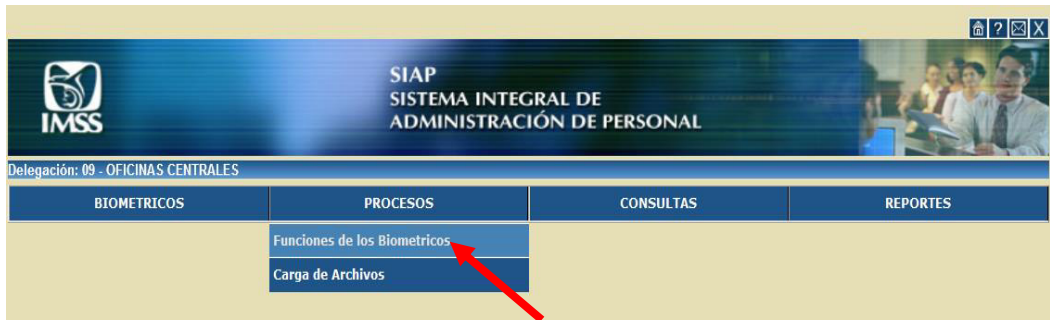 ?
X
IMSS
SIAP
SISTEMA INTEGRAL DE
ADMINISTRACIÓN DE PERSONAL
Delegación: 09 - OFICINAS CENTRALES
BIOMETRICOS
PROCESOS
CONSULTAS
REPORTES
Funciones de los Biometricos
Carga de Archivos